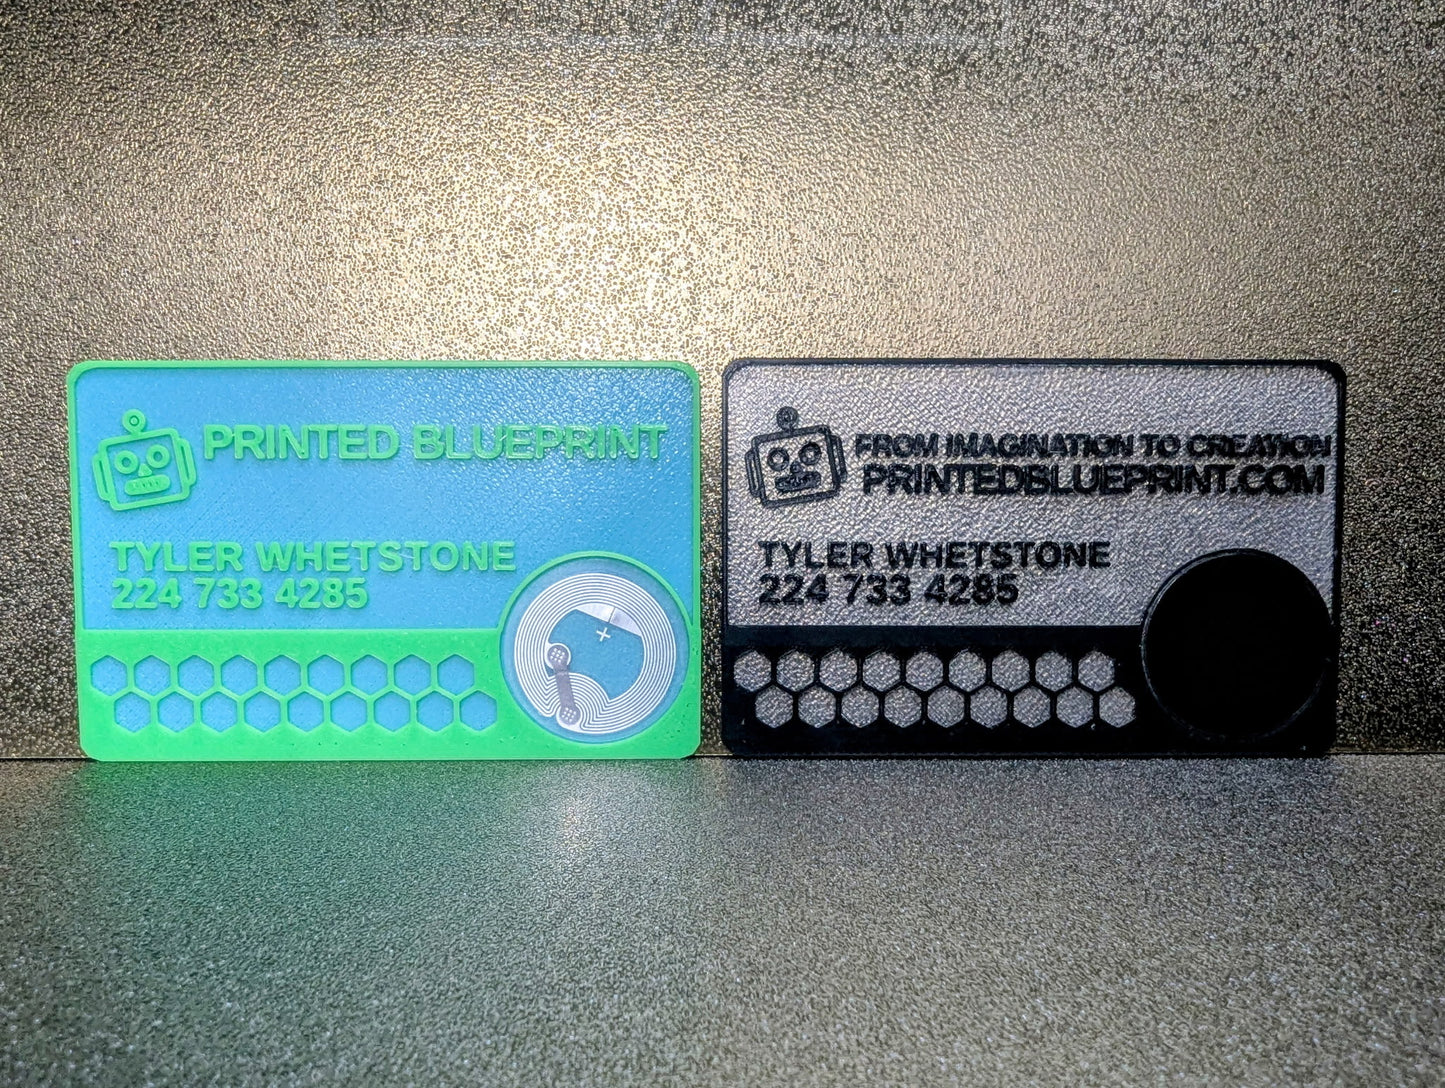 PRINTED BLUEPRINT
TYLER WHETSTONE
224 733 4285
FROM IMAGINATION TO CREATION
PRINTEDBLUEPRINT.COM
TYLER WHETSTONE
224 733 4285